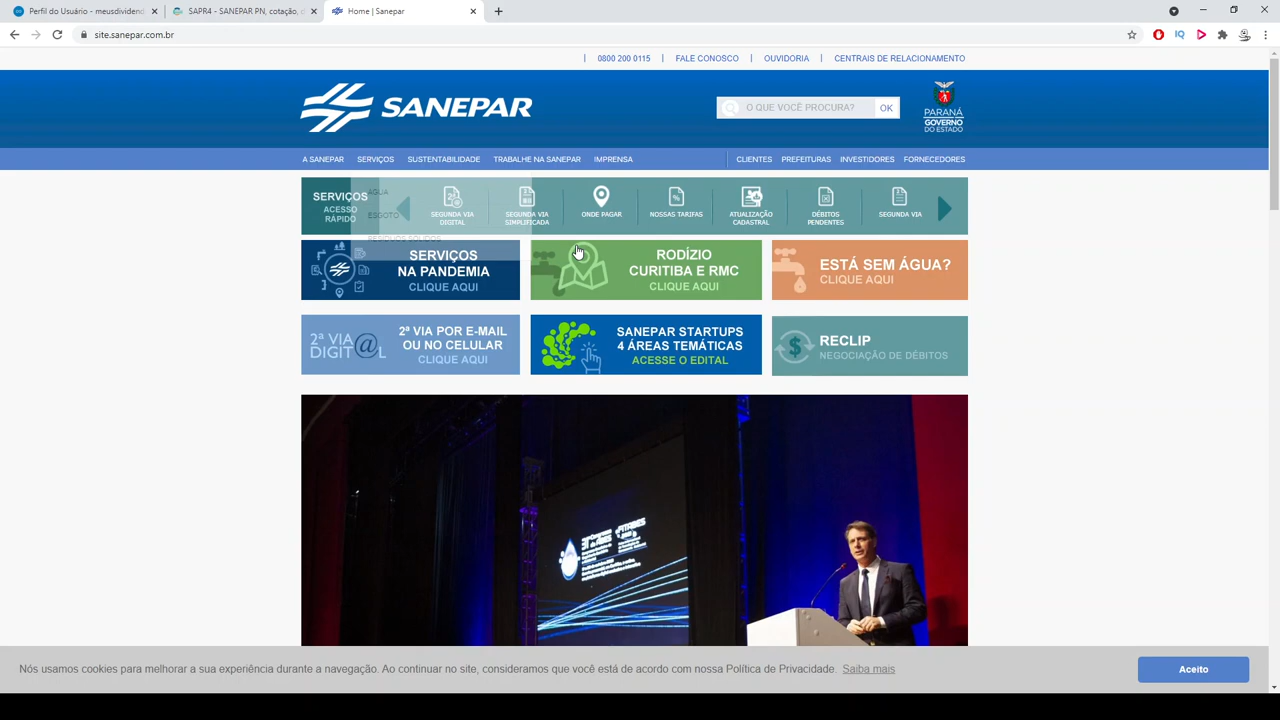 Perfil do Usuário - meusdividend
SAPR4 - SANEPAR PN, cotação, d
Home | Sanepar
site.sanepar.com.br
0800 200 0115 | FALE CONOSCO | OUVIDORIA | CENTRAIS DE RELACIONAMENTO
SANEPAR
O QUE VOCÊ PROCURA?
OK
PARANÁ
GOVERNO
DO ESTADO
A SANEPAR SERVIÇOS SUSTENTABILIDADE TRABALHE NA SANEPAR IMPRENSA
CLIENTES PREFEITURAS INVESTIDORES FORNECEDORES
SERVIÇOS
ACESSO
RÁPIDO
ÁGUA
ESGOTO
RESÍDUOS SÓLIDOS
SEGUNDA VIA
DIGITAL
SEGUNDA VIA
SIMPLIFICADA
ONDE PAGAR
NOSSAS TARIFAS
ATUALIZAÇÃO
CADASTRAL
DÉBITOS
PENDENTES
SEGUNDA VIA
SERVIÇOS
NA PANDEMIA
CLIQUE AQUI
RODÍZIO
CURITIBA E RMC
CLIQUE AQUI
ESTÁ SEM ÁGUA?
CLIQUE AQUI
2ª VIA
DIGIT@L
2ª VIA POR E-MAIL
OU NO CELULAR
CLIQUE AQUI
SANEPAR STARTUPS
4 ÁREAS TEMÁTICAS
ACESSE O EDITAL
RECLIP
NEGOCIAÇÃO DE DÉBITOS
Nós usamos cookies para melhorar a sua experiência durante a navegação. Ao continuar no site, consideramos que você está de acordo com nossa Política de Privacidade. Saiba mais
Aceito